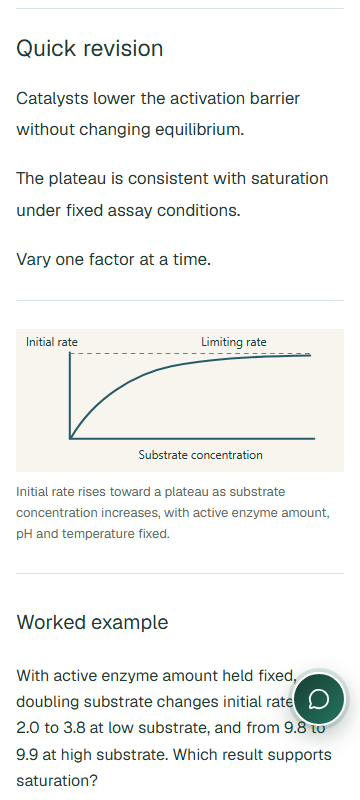 Quick revision
Catalysts lower the activation barrier
without changing equilibrium.
The plateau is consistent with saturation
under fixed assay conditions.
Vary one factor at a time.
Initial rate
Limiting rate
Substrate concentration
Initial rate rises toward a plateau as substrate
concentration increases, with active enzyme amount,
pH and temperature fixed.
Worked example
With active enzyme amount held fixed,
doubling substrate changes initial rate
2.0 to 3.8 at low substrate, and from 9.8 to
9.9 at high substrate. Which result supports
saturation?